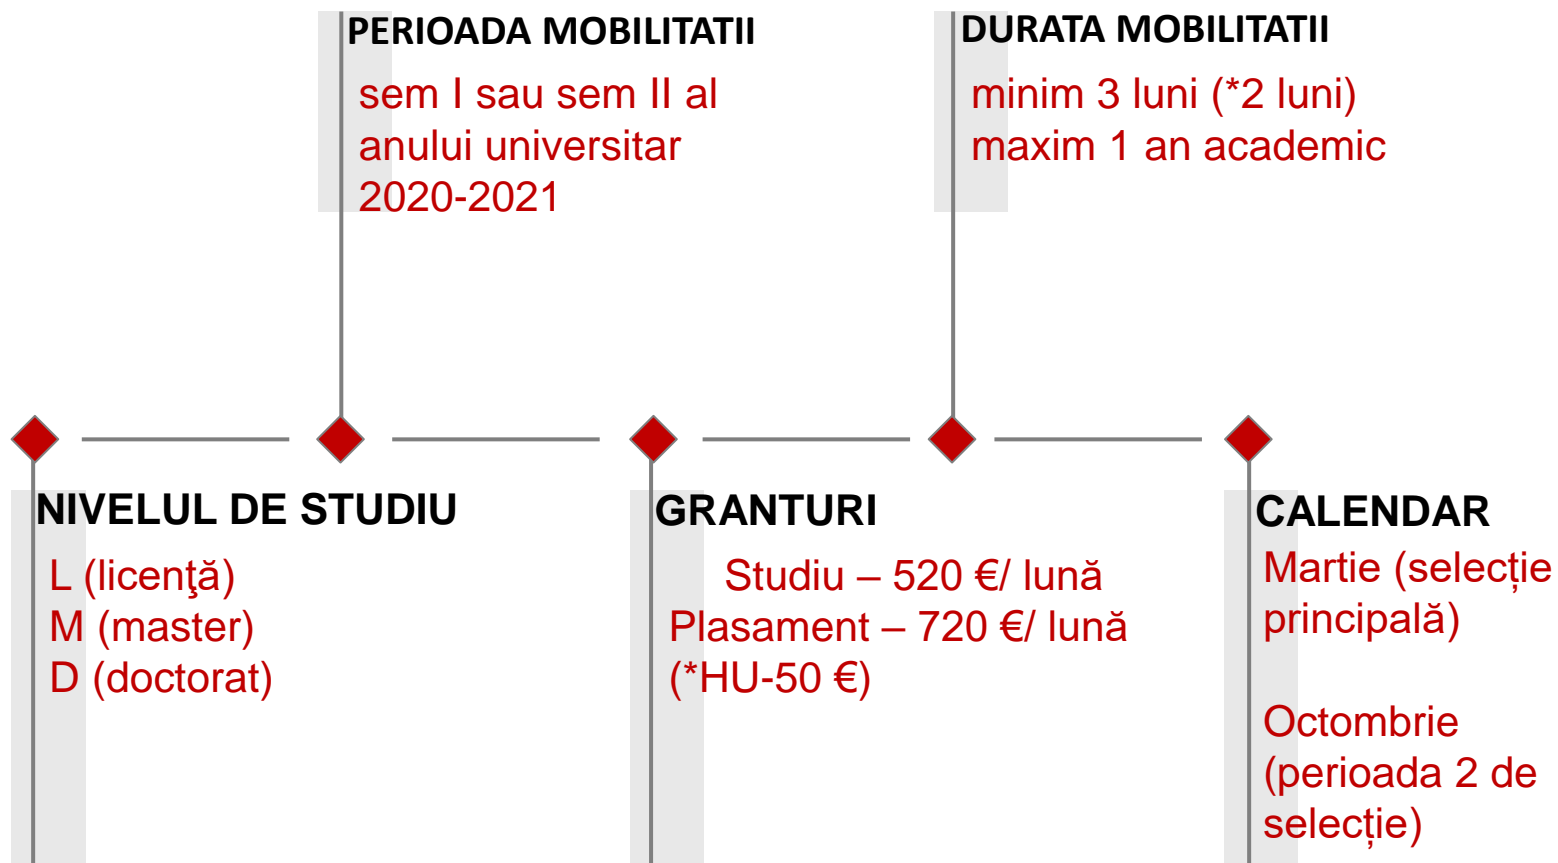 PERIOADA MOBILITATII
sem I sau sem II al
anului universitar
2020-2021
DURATA MOBILITATII
minim 3 luni (*2 luni)
maxim 1 an academic
NIVELUL DE STUDIU
L (licenţă)
M (master)
D (doctorat)
GRANTURI
Studiu – 520 €/ lună
Plasament – 720 €/ lună
(*HU-50 €)
CALENDAR
Martie (selecție
principală)
Octombrie
(perioada 2 de
selecție)